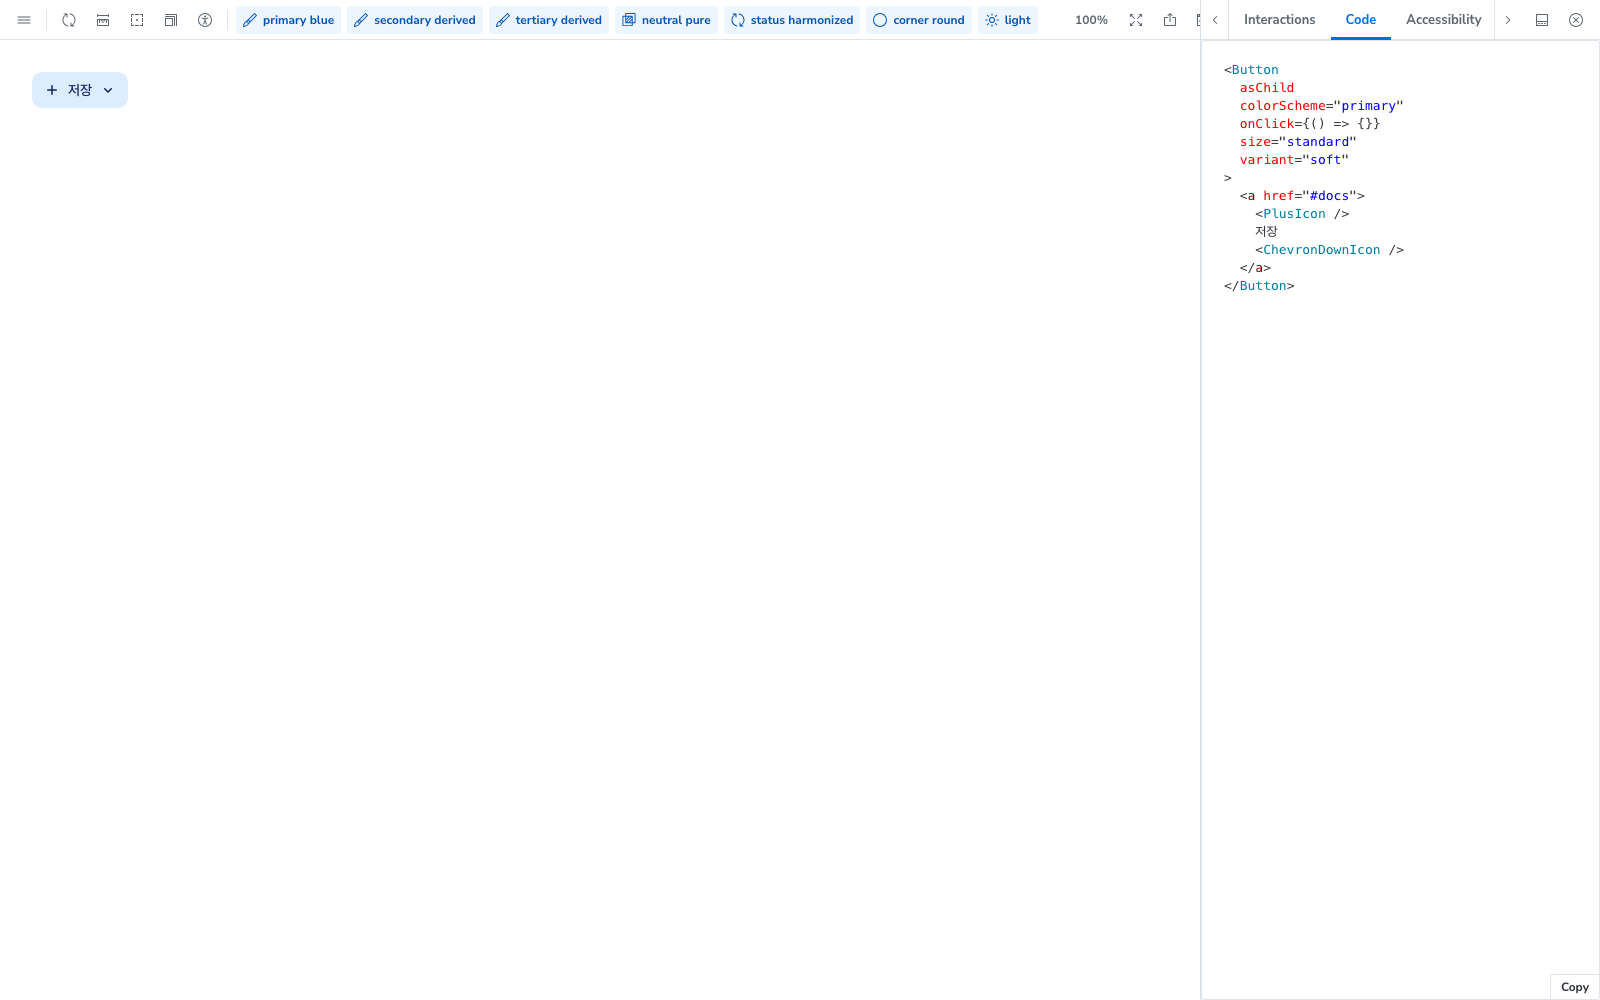 primary blue
secondary derived
tertiary derived
neutral pure
status harmonized
corner round
light
100%
Interactions
Code
Accessibility
저장
<Button
  asChild
  colorScheme="primary"
  onClick={() => {}}
  size="standard"
  variant="soft"
>
  <a href="#docs">
    <PlusIcon />
    저장
    <ChevronDownIcon />
  </a>
</Button>
Copy